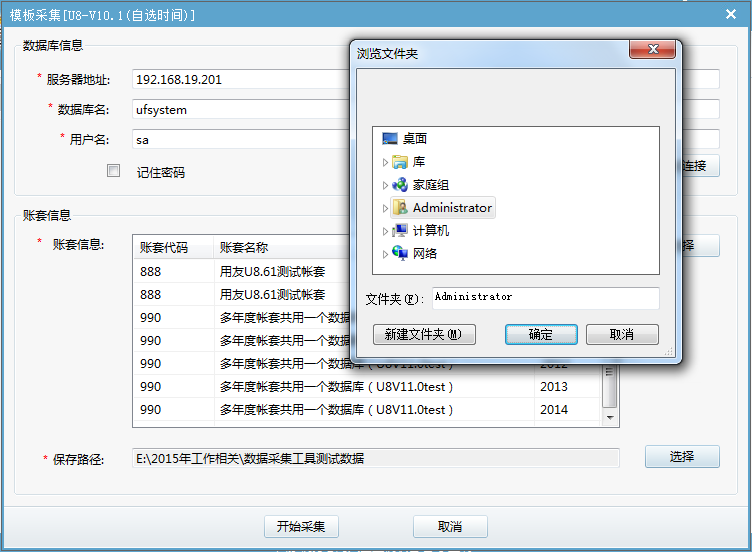 模板采集[U8-V10.1(自选时间)]
数据库信息
* 服务器地址: 192.168.19.201
* 数据库名: ufsystem
* 用户名: sa
记住密码
连接
浏览文件夹
桌面
库
家庭组
Administrator
计算机
网络
文件夹(F): Administrator
新建文件夹(M) 确定 取消
账套信息
* 账套信息:
账套代码 账套名称
888 用友U8.61测试帐套
888 用友U8.61测试帐套
990 多年度帐套共用一个数据
990 多年度帐套共用一个数据
990 多年度帐套共用一个数据库(U8V11.0test) 2012
990 多年度帐套共用一个数据库(U8V11.0test) 2013
990 多年度帐套共用一个数据库(U8V11.0test) 2014
择
* 保存路径: E:\2015年工作相关\数据采集工具测试数据 选择
开始采集 取消